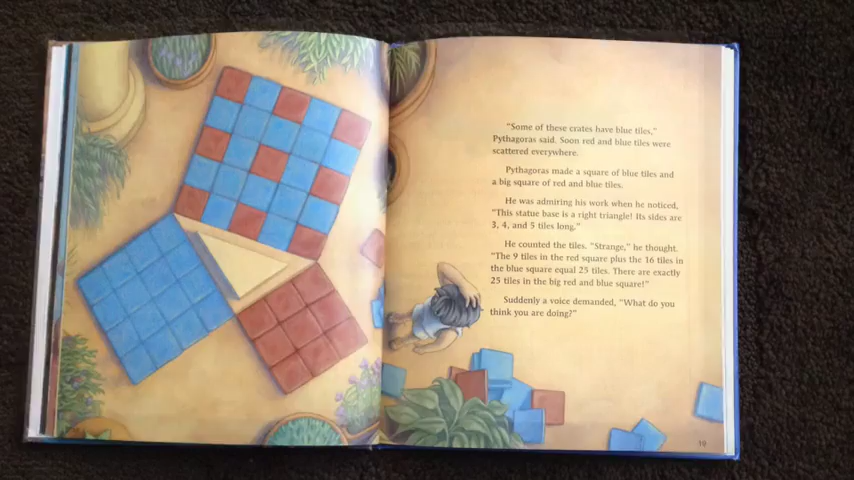 "Some of these crates have blue tiles,"
Pythagoras said. Soon red and blue tiles were
scattered everywhere.
Pythagoras made a square of blue tiles and
a big square of red and blue tiles.
He was admiring his work when he noticed,
"This statue base is a right triangle! Its sides are
3, 4, and 5 tiles long."
He counted the tiles. "Strange," he thought.
"The 9 tiles in the red square plus the 16 tiles in
the blue square equal 25 tiles. There are exactly
25 tiles in the big red and blue square!"
Suddenly a voice demanded, "What do you
think you are doing?"